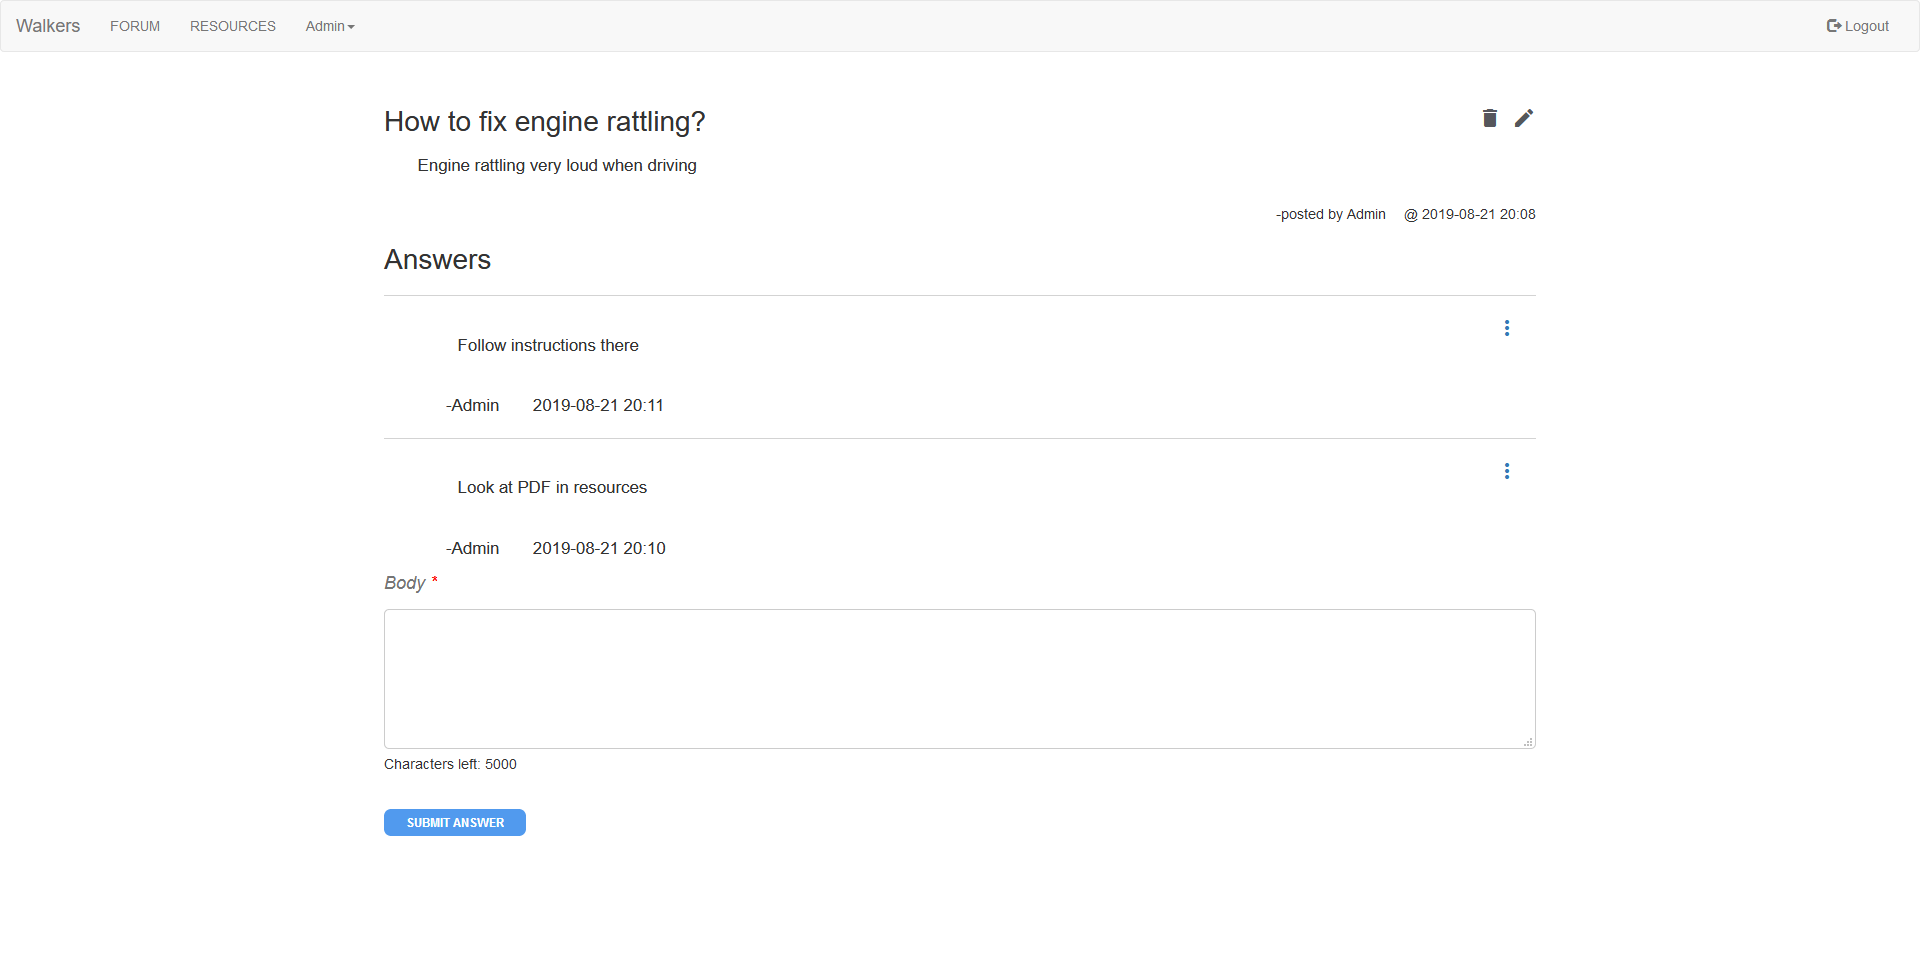 Walkers FORUM RESOURCES Admin Logout
How to fix engine rattling?
Engine rattling very loud when driving
-posted by Admin @ 2019-08-21 20:08
Answers
Follow instructions there
-Admin 2019-08-21 20:11
Look at PDF in resources
-Admin 2019-08-21 20:10
Body *
Characters left: 5000
SUBMIT ANSWER